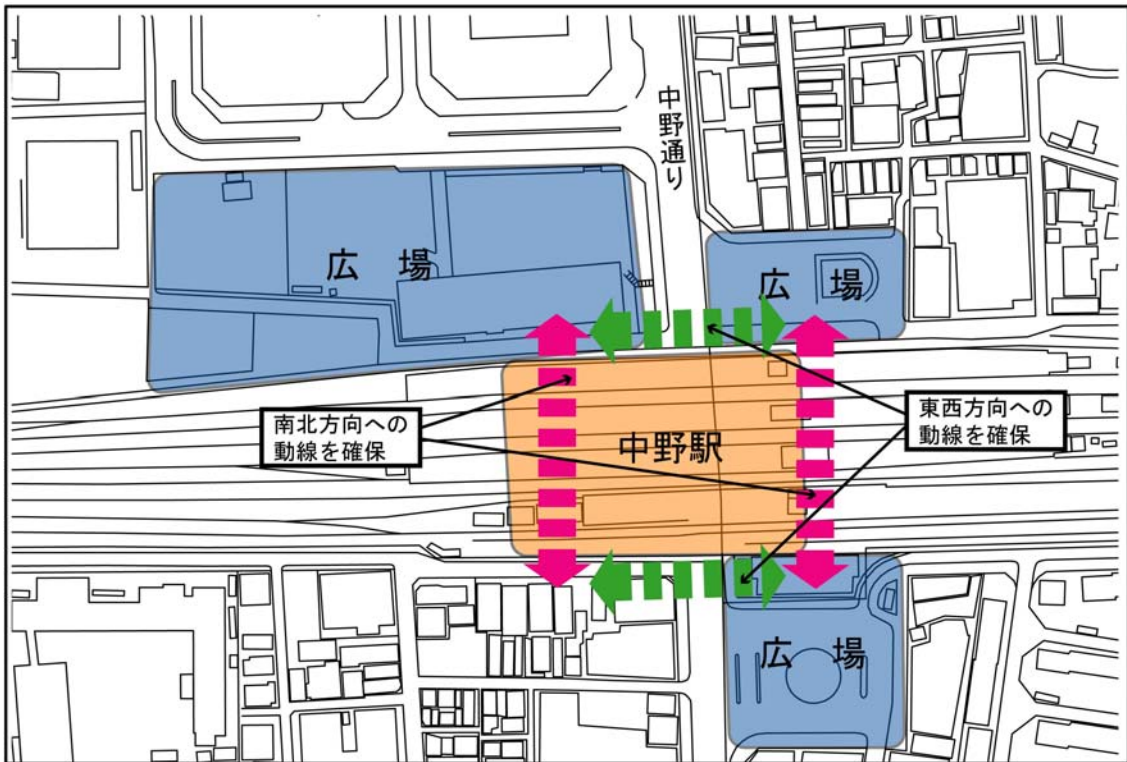 中野通り
広　場
広　場
南北方向への
動線を確保
中野駅
東西方向への
動線を確保
広　場